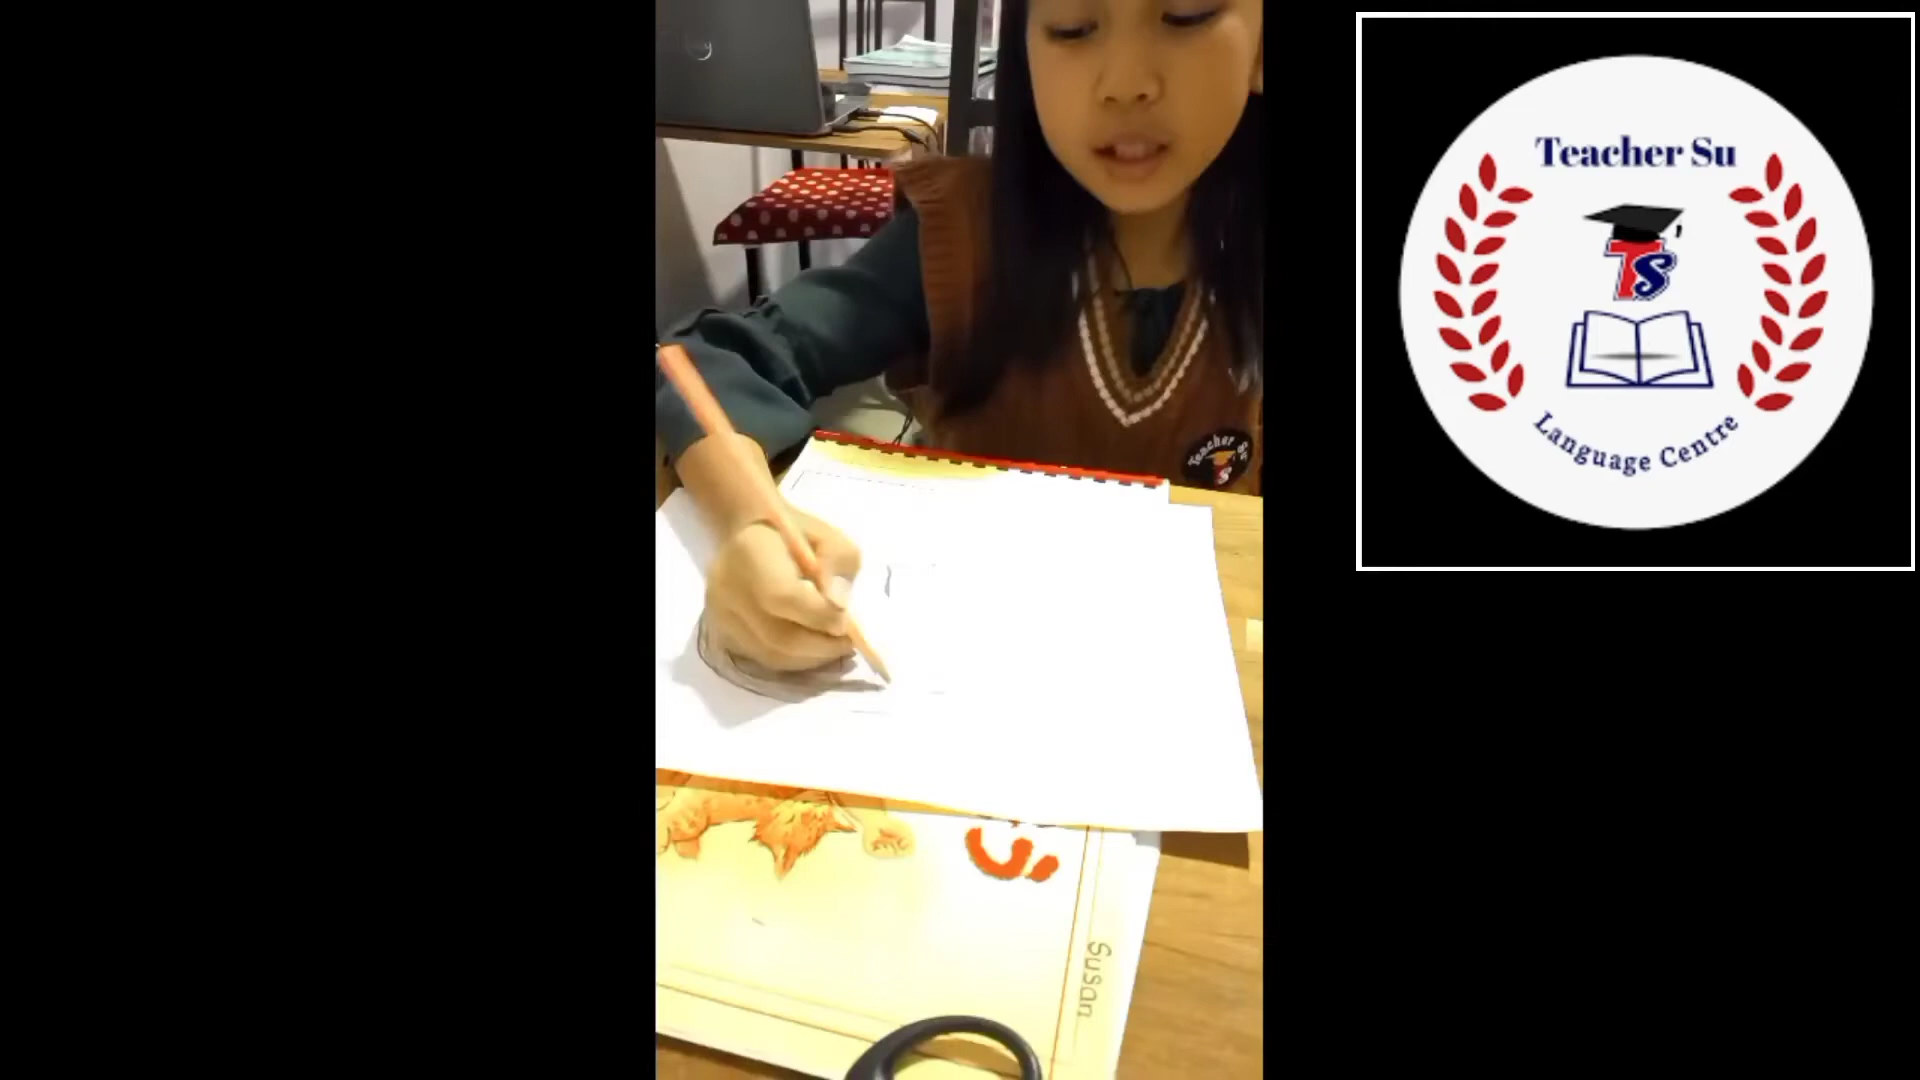 Teacher Su
TS
Language Centre
Teacher Su
Susan